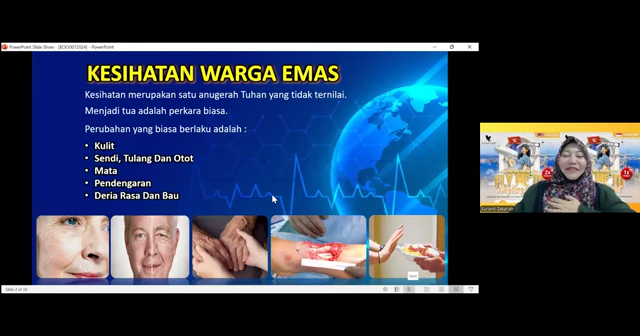 PowerPoint Slide Show - [BOO00072024] - PowerPoint
KESIHATAN WARGA EMAS
Kesihatan merupakan satu anugerah Tuhan yang tidak ternilai.
Menjadi tua adalah perkara biasa.
Perubahan yang biasa berlaku adalah :
• Kulit
• Sendi, Tulang Dan Otot
• Mata
• Pendengaran
• Deria Rasa Dan Bau